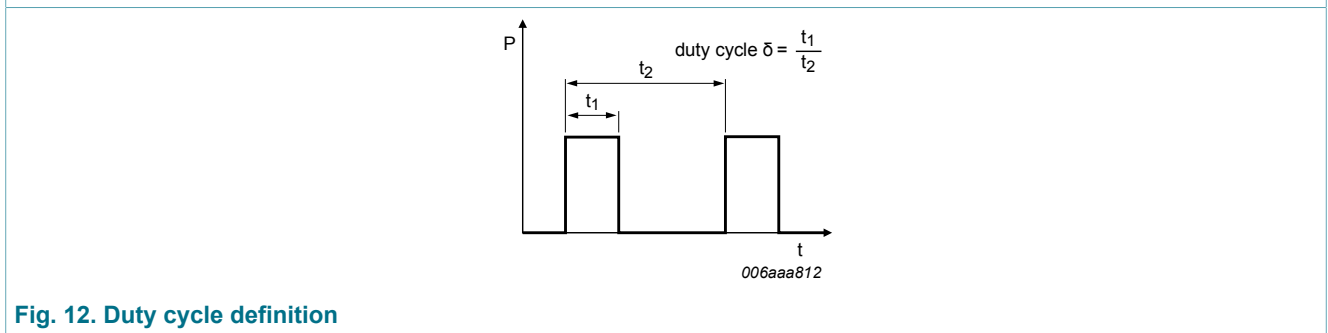 P
duty cycle δ = t1
t2
t2
t1
t
006aaa812
Fig. 12. Duty cycle definition